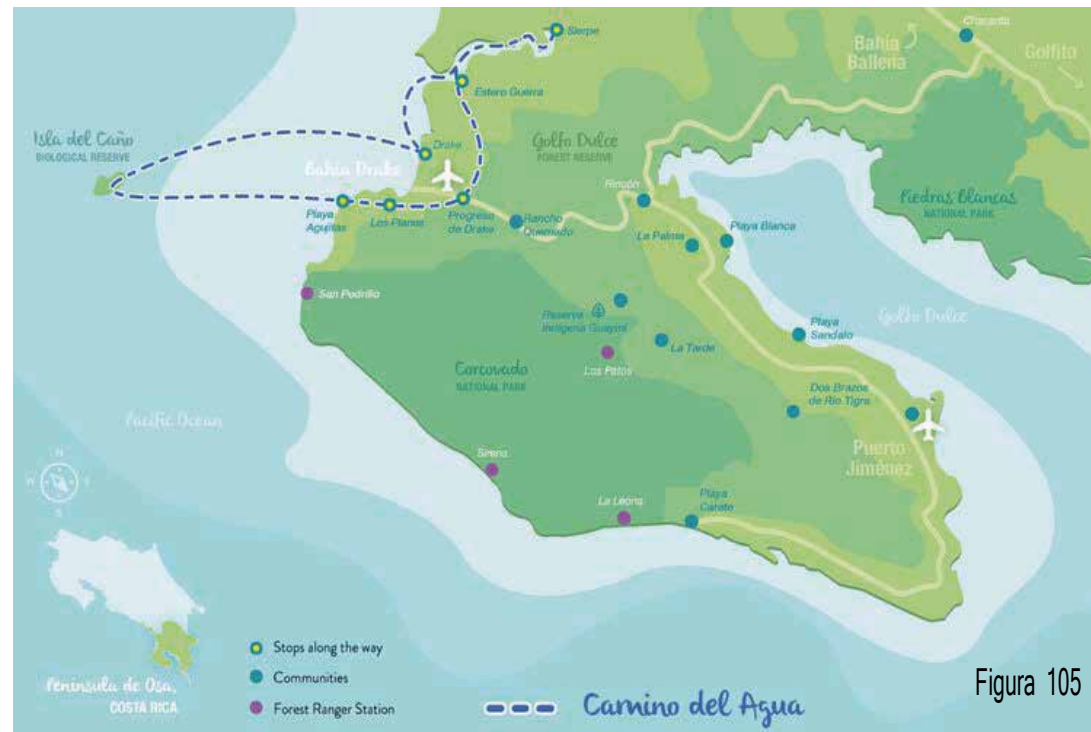 Sierpe
Chacarita
Bahía
Ballena
Golfito
Estero Guerra
Isla del Caño
BIOLOGICAL RESERVE
Drake
Golfo Dulce
FOREST RESERVE
Bahía Drake
Rincón
Piedras Blancas
NATIONAL PARK
Playa
Agujitas
Los Planes
Progreso
de Drake
Rancho
Quemado
La Palma
Playa Blanca
San Pedrillo
Reserva
Indígena Guaymí
Playa
Sandalo
Golfo Dulce
La Tarde
Los Patos
Corcovado
NATIONAL PARK
Dos Brazos
de Río Tigre
Pacific Ocean
Puerto
Jiménez
Sirena
N
W
E
S
La Leona
Playa
Carate
Península de Osa,
COSTA RICA
Stops along the way
Communities
Forest Ranger Station
Camino del Agua
Figura 105